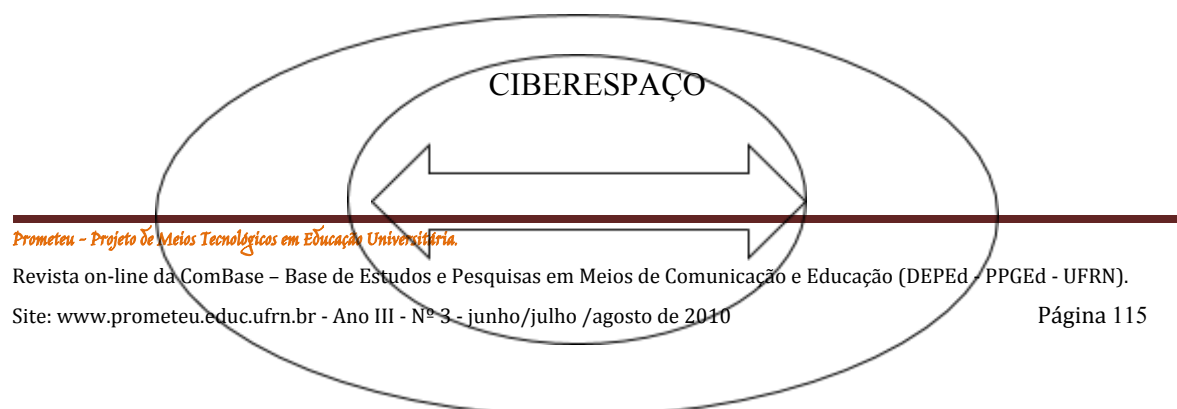 CIBERESPAÇO
Prometeu - Projeto de Meios Tecnológicos em Educação Universitária.
Revista on-line da ComBase – Base de Estudos e Pesquisas em Meios de Comunicação e Educação (DEPEd - PPGEd - UFRN).
Site: www.prometeu.educ.ufrn.br - Ano III - Nº 3 - junho/julho /agosto de 2010 Página 115